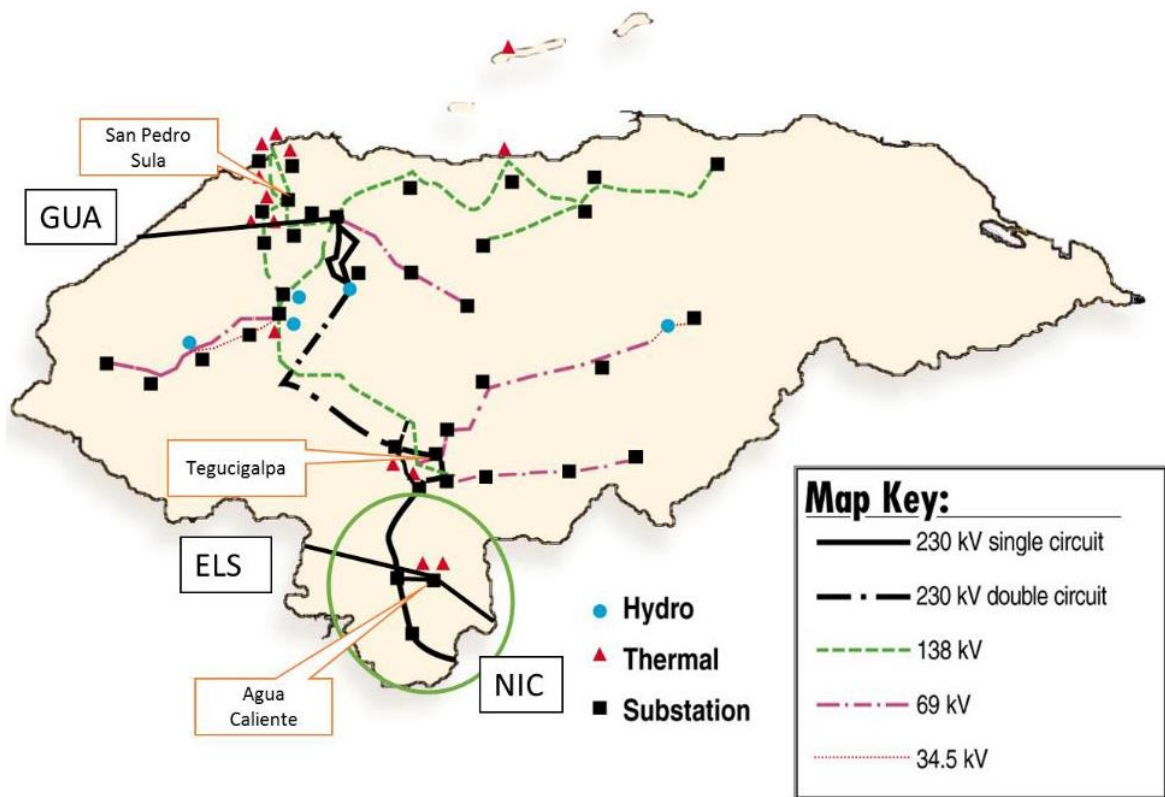 San Pedro
Sula
GUA
Tegucigalpa
ELS
Agua
Caliente
NIC
Hydro
Thermal
Substation
Map Key:
230 kV single circuit
230 kV double circuit
138 kV
69 kV
34.5 kV